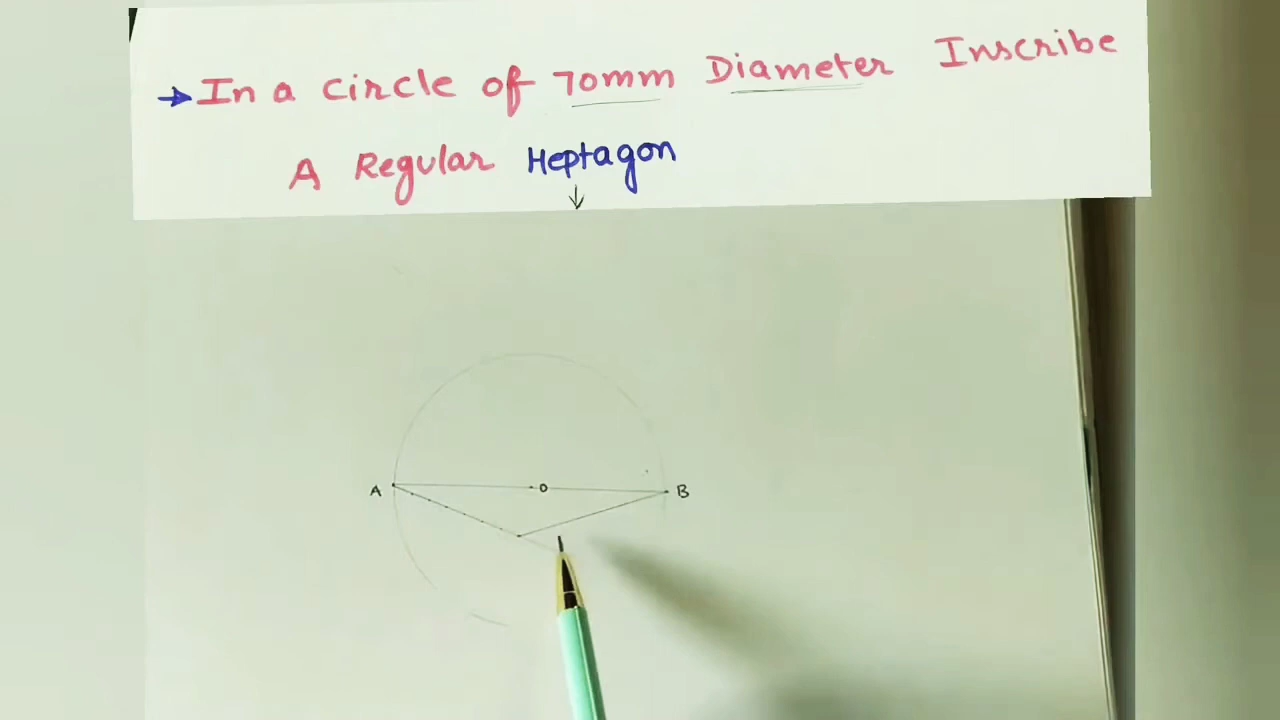 → In a circle of 70mm Diameter Inscribe
A Regular Heptagon
A O B